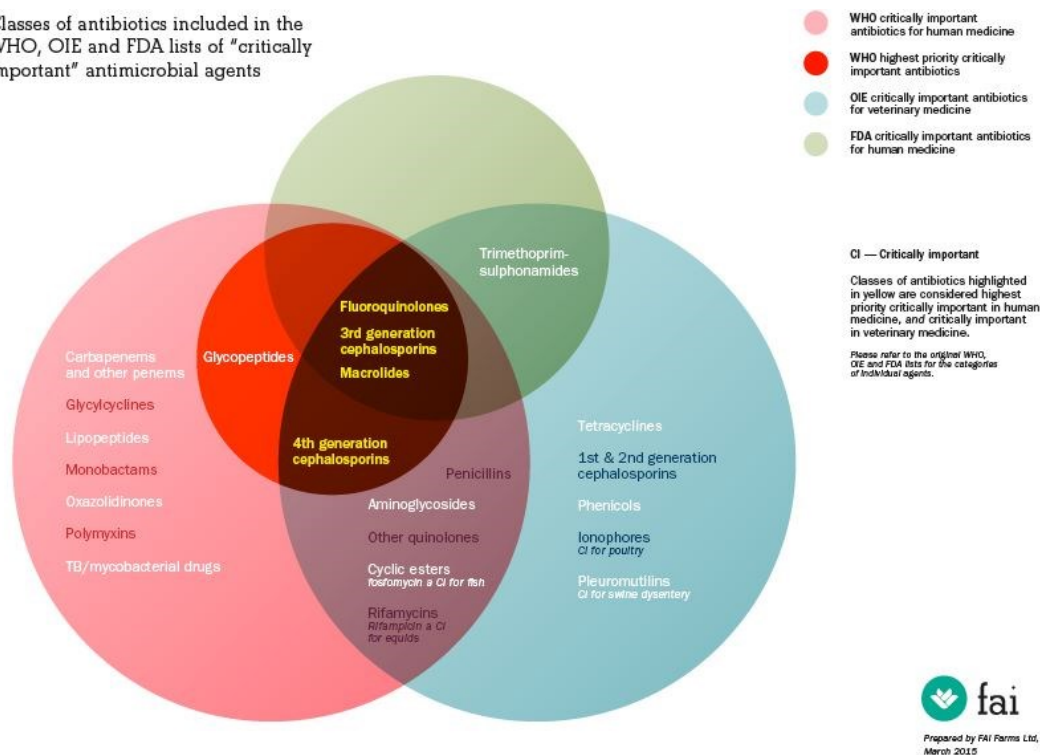 Classes of antibiotics included in the
WHO, OIE and FDA lists of “critically
important” antimicrobial agents
WHO critically important
antibiotics for human medicine
WHO highest priority critically
important antibiotics
OIE critically important antibiotics
for veterinary medicine
FDA critically important antibiotics
for human medicine
CI — Critically important
Classes of antibiotics highlighted
in yellow are considered highest
priority critically important in human
medicine, and critically important
in veterinary medicine.
Please refer to the original WHO,
OIE and FDA lists for the categories
of individual agents.
Trimethoprim-
sulphonamides
Fluoroquinolones
3rd generation
cephalosporins
Macrolides
Glycopeptides
4th generation
cephalosporins
Carbapenems
and other penems
Glycylcyclines
Lipopeptides
Monobactams
Oxazolidinones
Polymyxins
TB/mycobacterial drugs
Penicillins
Aminoglycosides
Other quinolones
Cyclic esters
fosfomycin a CI for fish
Rifamycins
Rifampicin a CI
for equids
Tetracyclines
1st & 2nd generation
cephalosporins
Phenicols
Ionophores
CI for poultry
Pleuromutilins
CI for swine dysentery
fai
Prepared by FAI Farms Ltd,
March 2015